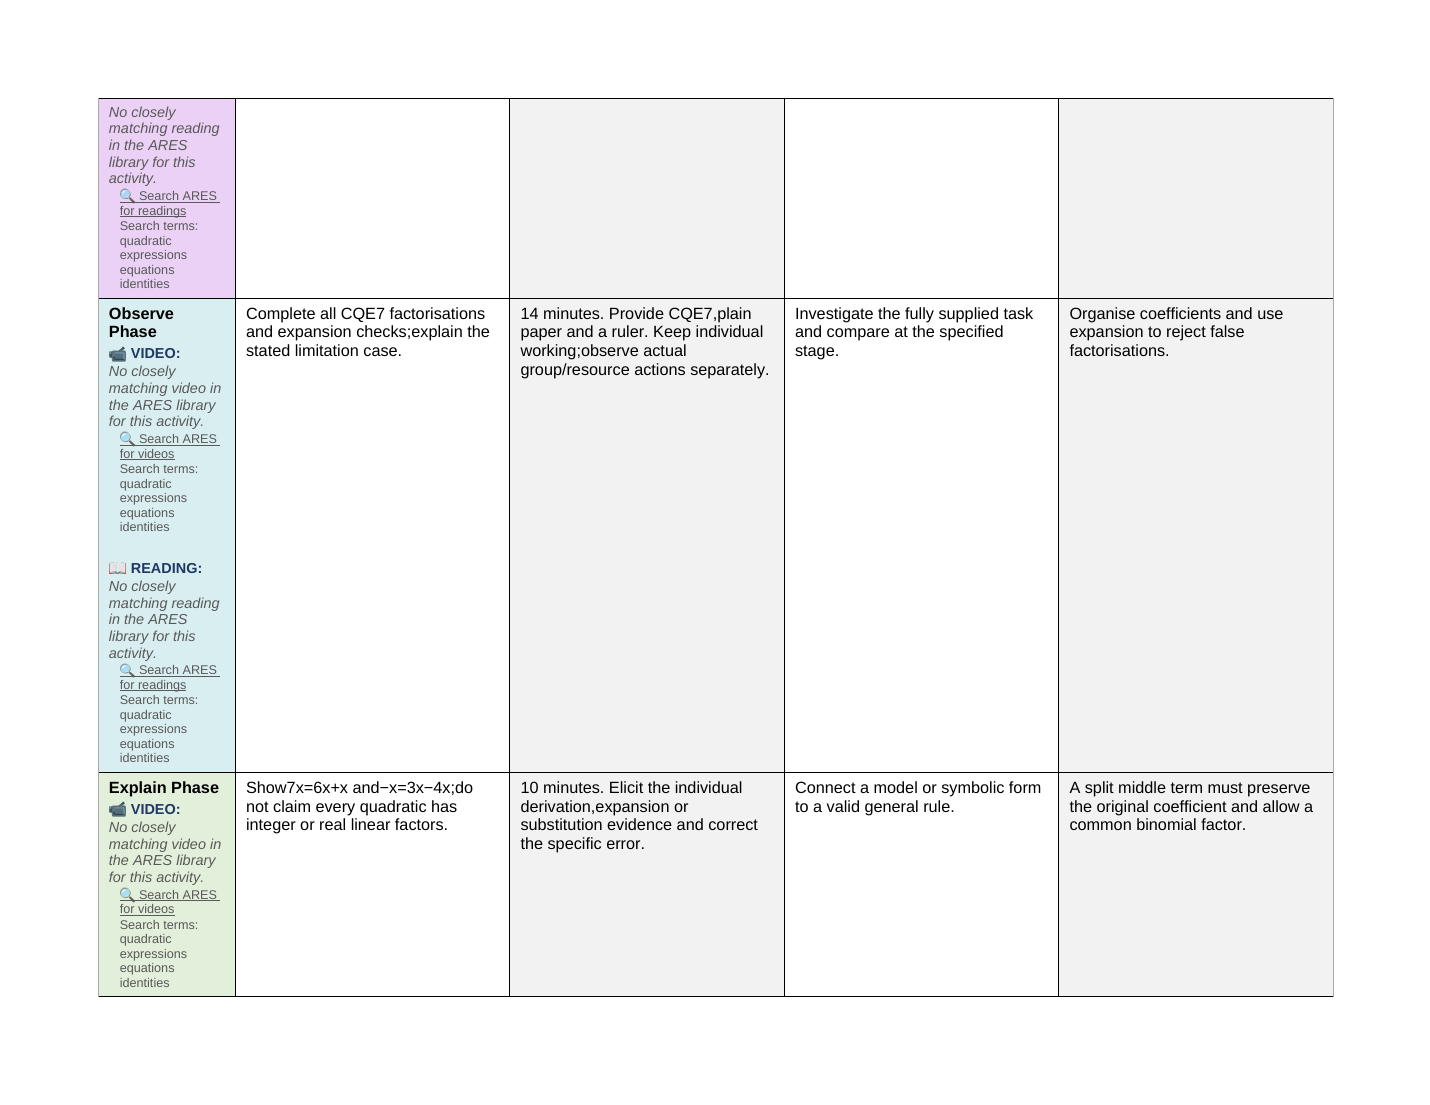 No closely
matching reading
in the ARES
library for this
activity.
🔍 Search ARES
for readings
Search terms:
quadratic
expressions
equations
identities
Observe
Phase
📹 VIDEO:
No closely
matching video in
the ARES library
for this activity.
🔍 Search ARES
for videos
Search terms:
quadratic
expressions
equations
identities
📖 READING:
No closely
matching reading
in the ARES
library for this
activity.
🔍 Search ARES
for readings
Search terms:
quadratic
expressions
equations
identities
Complete all CQE7 factorisations
and expansion checks;explain the
stated limitation case.
14 minutes. Provide CQE7,plain
paper and a ruler. Keep individual
working;observe actual
group/resource actions separately.
Investigate the fully supplied task
and compare at the specified
stage.
Organise coefficients and use
expansion to reject false
factorisations.
Explain Phase
📹 VIDEO:
No closely
matching video in
the ARES library
for this activity.
🔍 Search ARES
for videos
Search terms:
quadratic
expressions
equations
identities
Show7x=6x+x and−x=3x−4x;do
not claim every quadratic has
integer or real linear factors.
10 minutes. Elicit the individual
derivation,expansion or
substitution evidence and correct
the specific error.
Connect a model or symbolic form
to a valid general rule.
A split middle term must preserve
the original coefficient and allow a
common binomial factor.